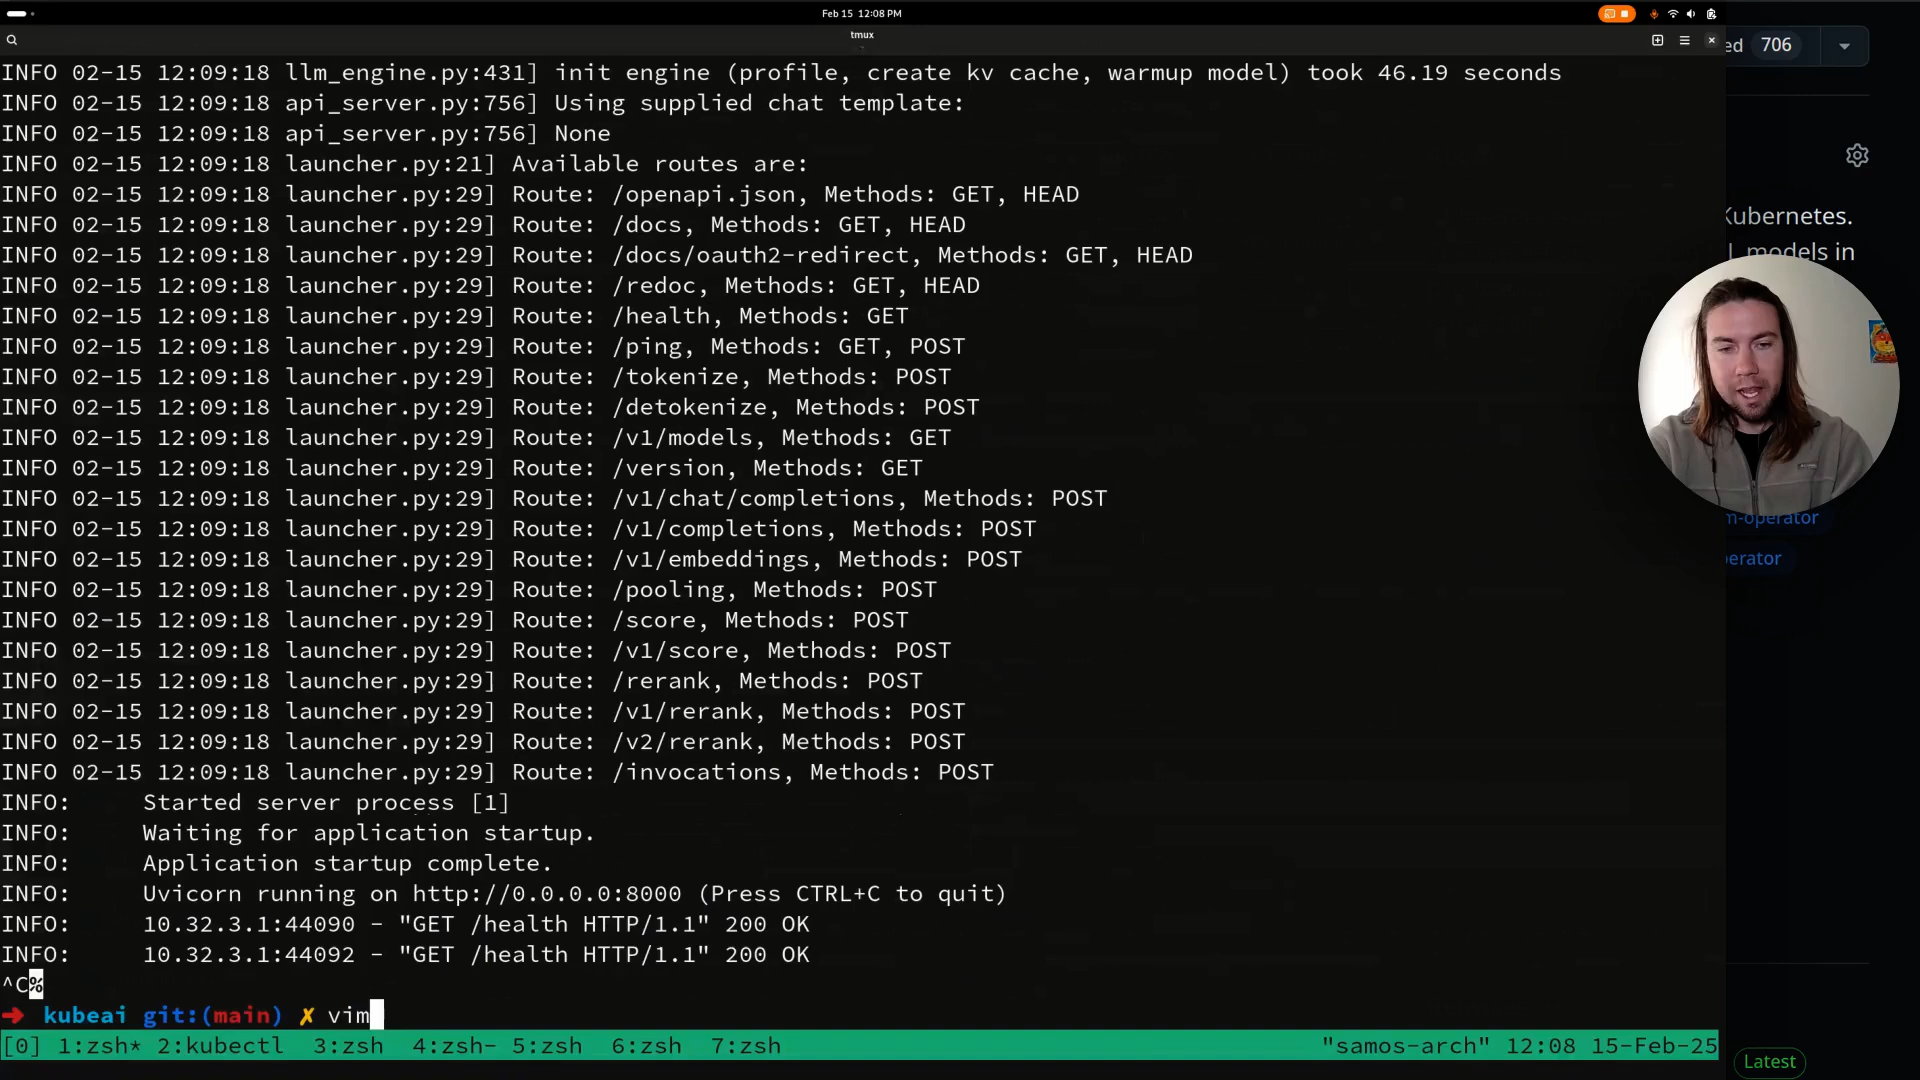 Feb 15 12:08 PM
tmux
ed 706
INFO 02-15 12:09:18 llm_engine.py:431] init engine (profile, create kv cache, warmup model) took 46.19 seconds
INFO 02-15 12:09:18 api_server.py:756] Using supplied chat template:
INFO 02-15 12:09:18 api_server.py:756] None
INFO 02-15 12:09:18 launcher.py:21] Available routes are:
INFO 02-15 12:09:18 launcher.py:29] Route: /openapi.json, Methods: GET, HEAD
INFO 02-15 12:09:18 launcher.py:29] Route: /docs, Methods: GET, HEAD
Kubernetes.
INFO 02-15 12:09:18 launcher.py:29] Route: /docs/oauth2-redirect, Methods: GET, HEAD
models in
INFO 02-15 12:09:18 launcher.py:29] Route: /redoc, Methods: GET, HEAD
INFO 02-15 12:09:18 launcher.py:29] Route: /health, Methods: GET
INFO 02-15 12:09:18 launcher.py:29] Route: /ping, Methods: GET, POST
INFO 02-15 12:09:18 launcher.py:29] Route: /tokenize, Methods: POST
INFO 02-15 12:09:18 launcher.py:29] Route: /detokenize, Methods: POST
INFO 02-15 12:09:18 launcher.py:29] Route: /v1/models, Methods: GET
INFO 02-15 12:09:18 launcher.py:29] Route: /version, Methods: GET
INFO 02-15 12:09:18 launcher.py:29] Route: /v1/chat/completions, Methods: POST
m-operator
INFO 02-15 12:09:18 launcher.py:29] Route: /v1/completions, Methods: POST
INFO 02-15 12:09:18 launcher.py:29] Route: /v1/embeddings, Methods: POST
erator
INFO 02-15 12:09:18 launcher.py:29] Route: /pooling, Methods: POST
INFO 02-15 12:09:18 launcher.py:29] Route: /score, Methods: POST
INFO 02-15 12:09:18 launcher.py:29] Route: /v1/score, Methods: POST
INFO 02-15 12:09:18 launcher.py:29] Route: /rerank, Methods: POST
INFO 02-15 12:09:18 launcher.py:29] Route: /v1/rerank, Methods: POST
INFO 02-15 12:09:18 launcher.py:29] Route: /v2/rerank, Methods: POST
INFO 02-15 12:09:18 launcher.py:29] Route: /invocations, Methods: POST
INFO: Started server process [1]
INFO: Waiting for application startup.
INFO: Application startup complete.
INFO: Uvicorn running on http://0.0.0.0:8000 (Press CTRL+C to quit)
INFO: 10.32.3.1:44090 - "GET /health HTTP/1.1" 200 OK
INFO: 10.32.3.1:44092 - "GET /health HTTP/1.1" 200 OK
^C%
➜ kubeai git:(main) ✗ vim
[0] 1:zsh* 2:kubectl 3:zsh 4:zsh- 5:zsh 6:zsh 7:zsh "samos-arch" 12:08 15-Feb-25
Latest